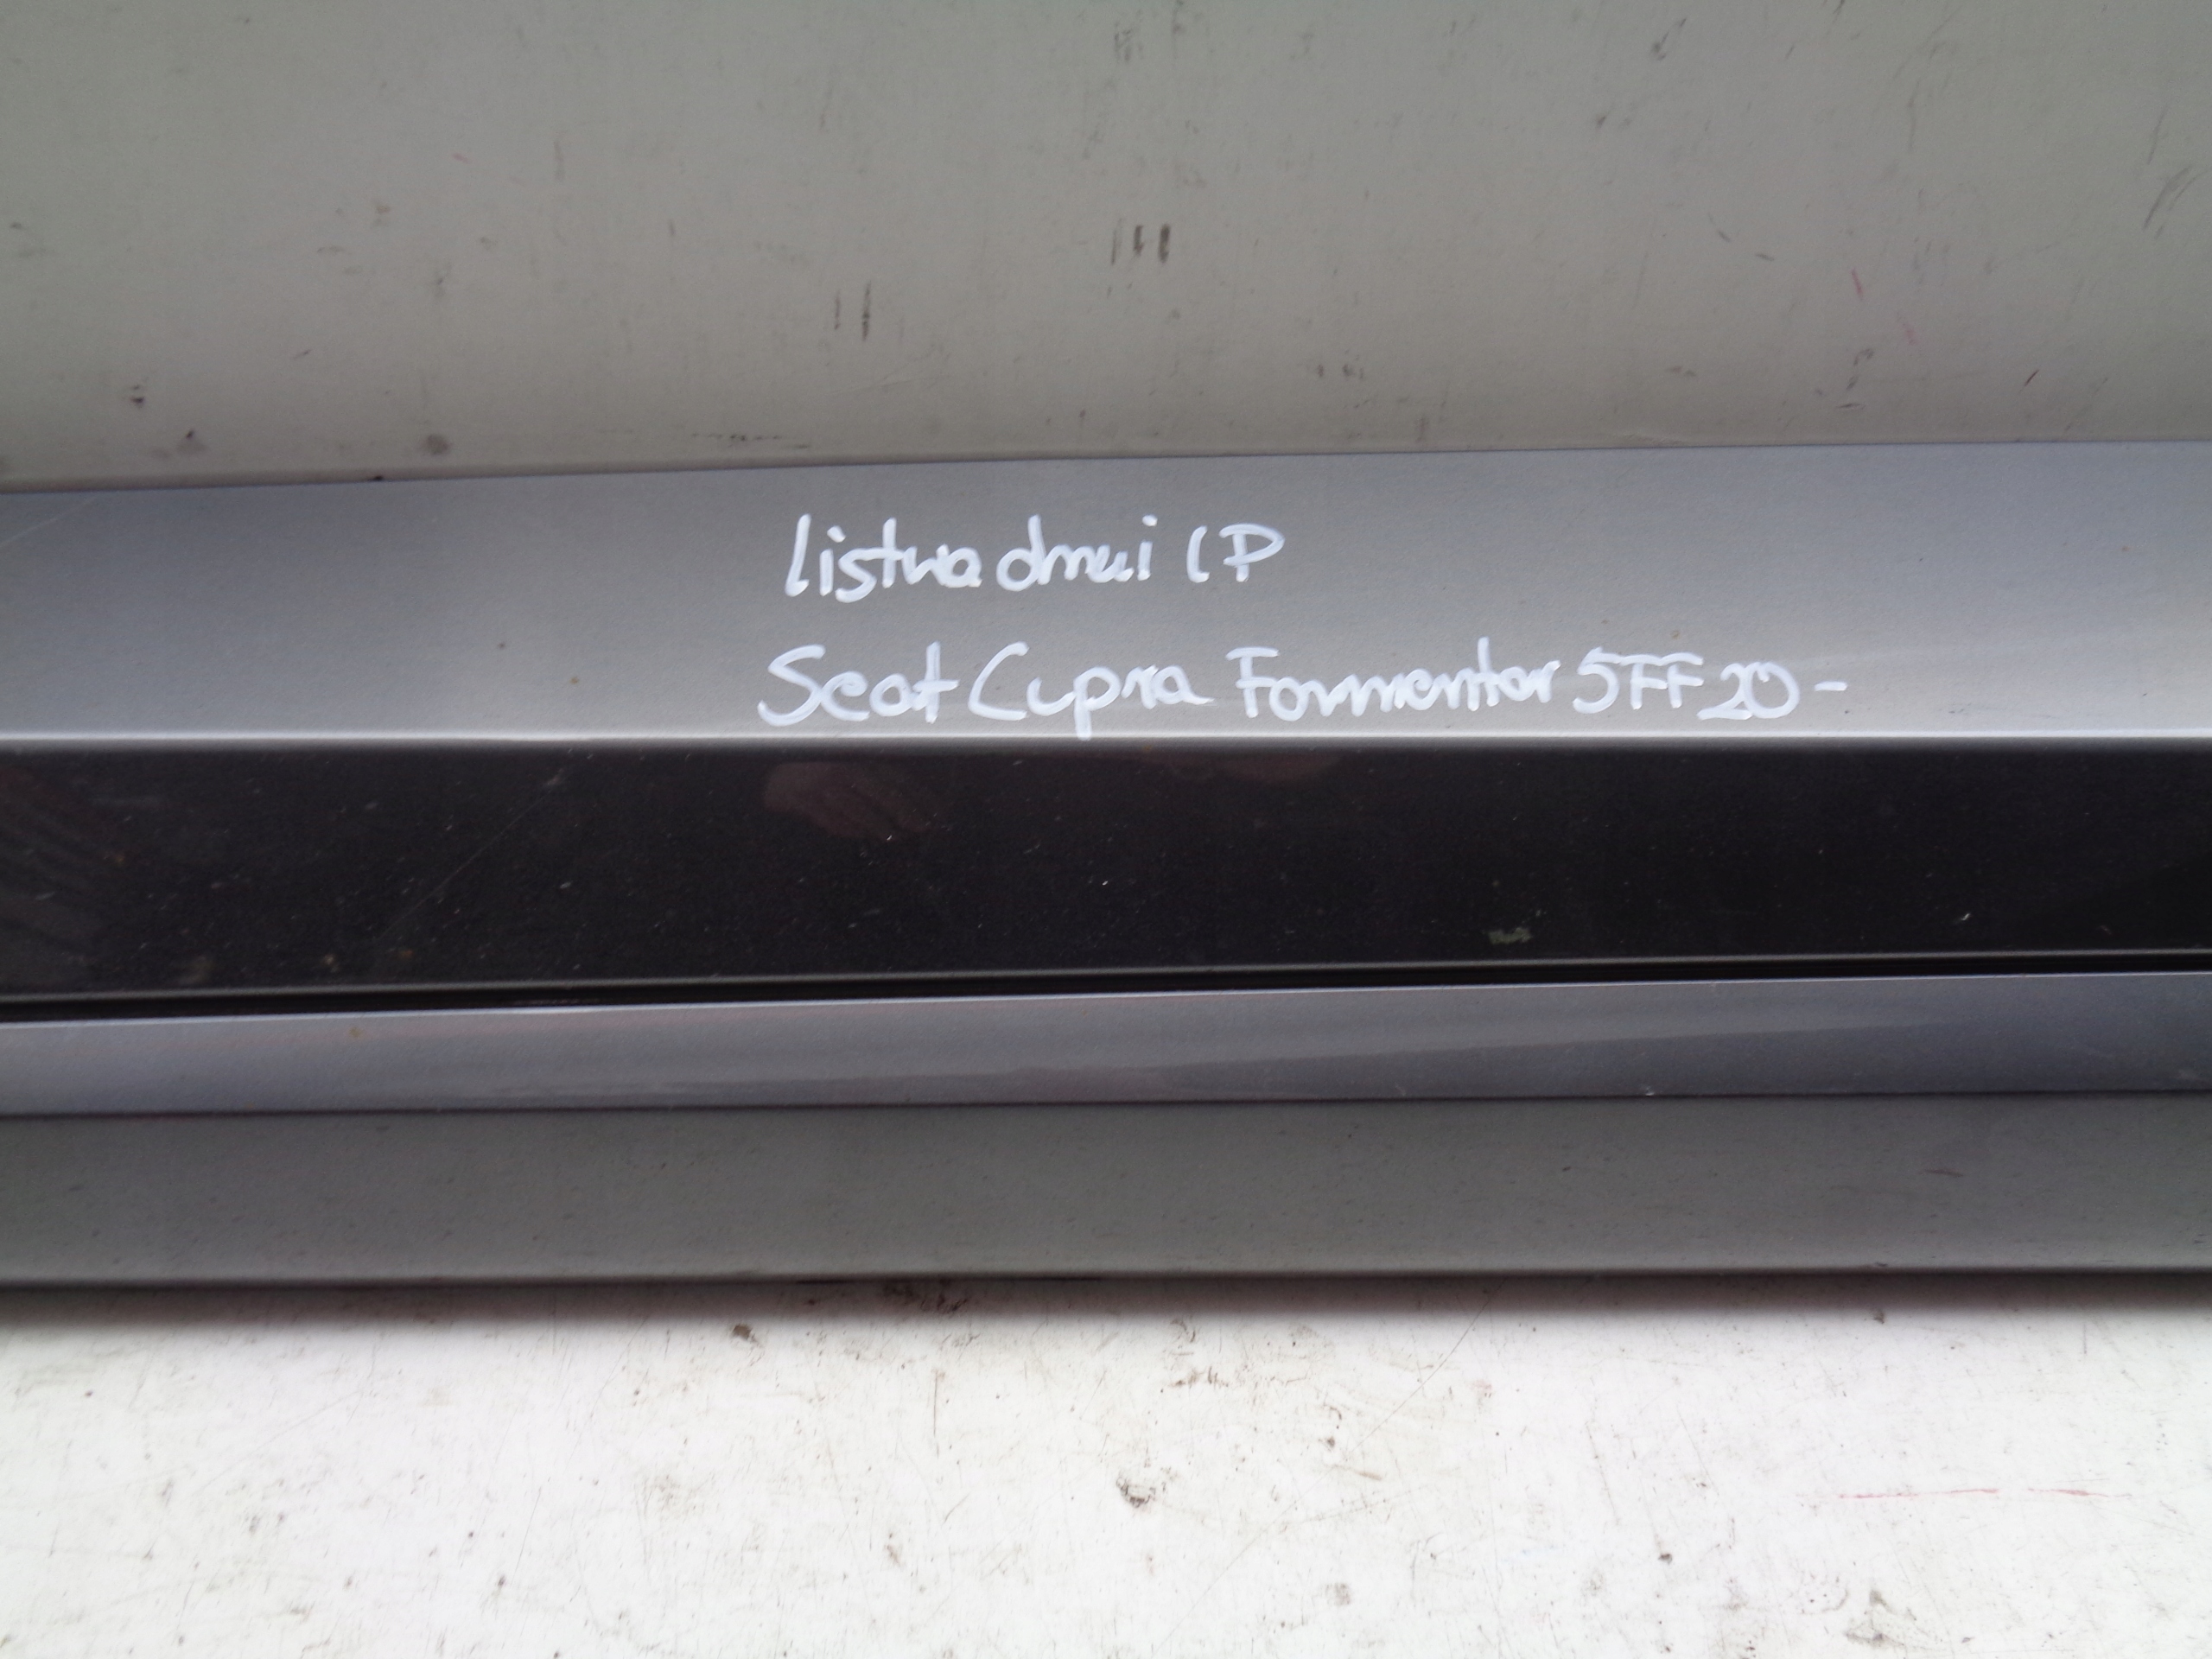 listwa drzwi LP
Seat Cupra Formentor 5FF 20-